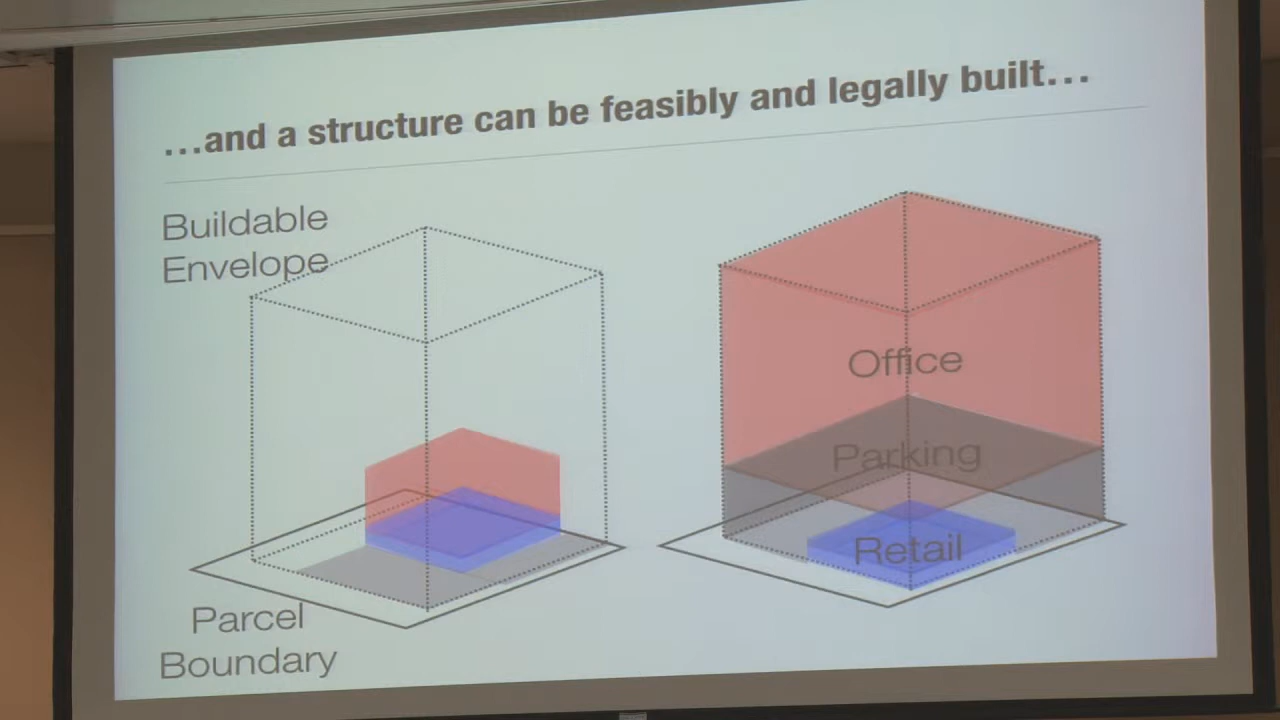 ...and a structure can be feasibly and legally built...
Buildable
Envelope
Office
Parking
Retail
Parcel
Boundary